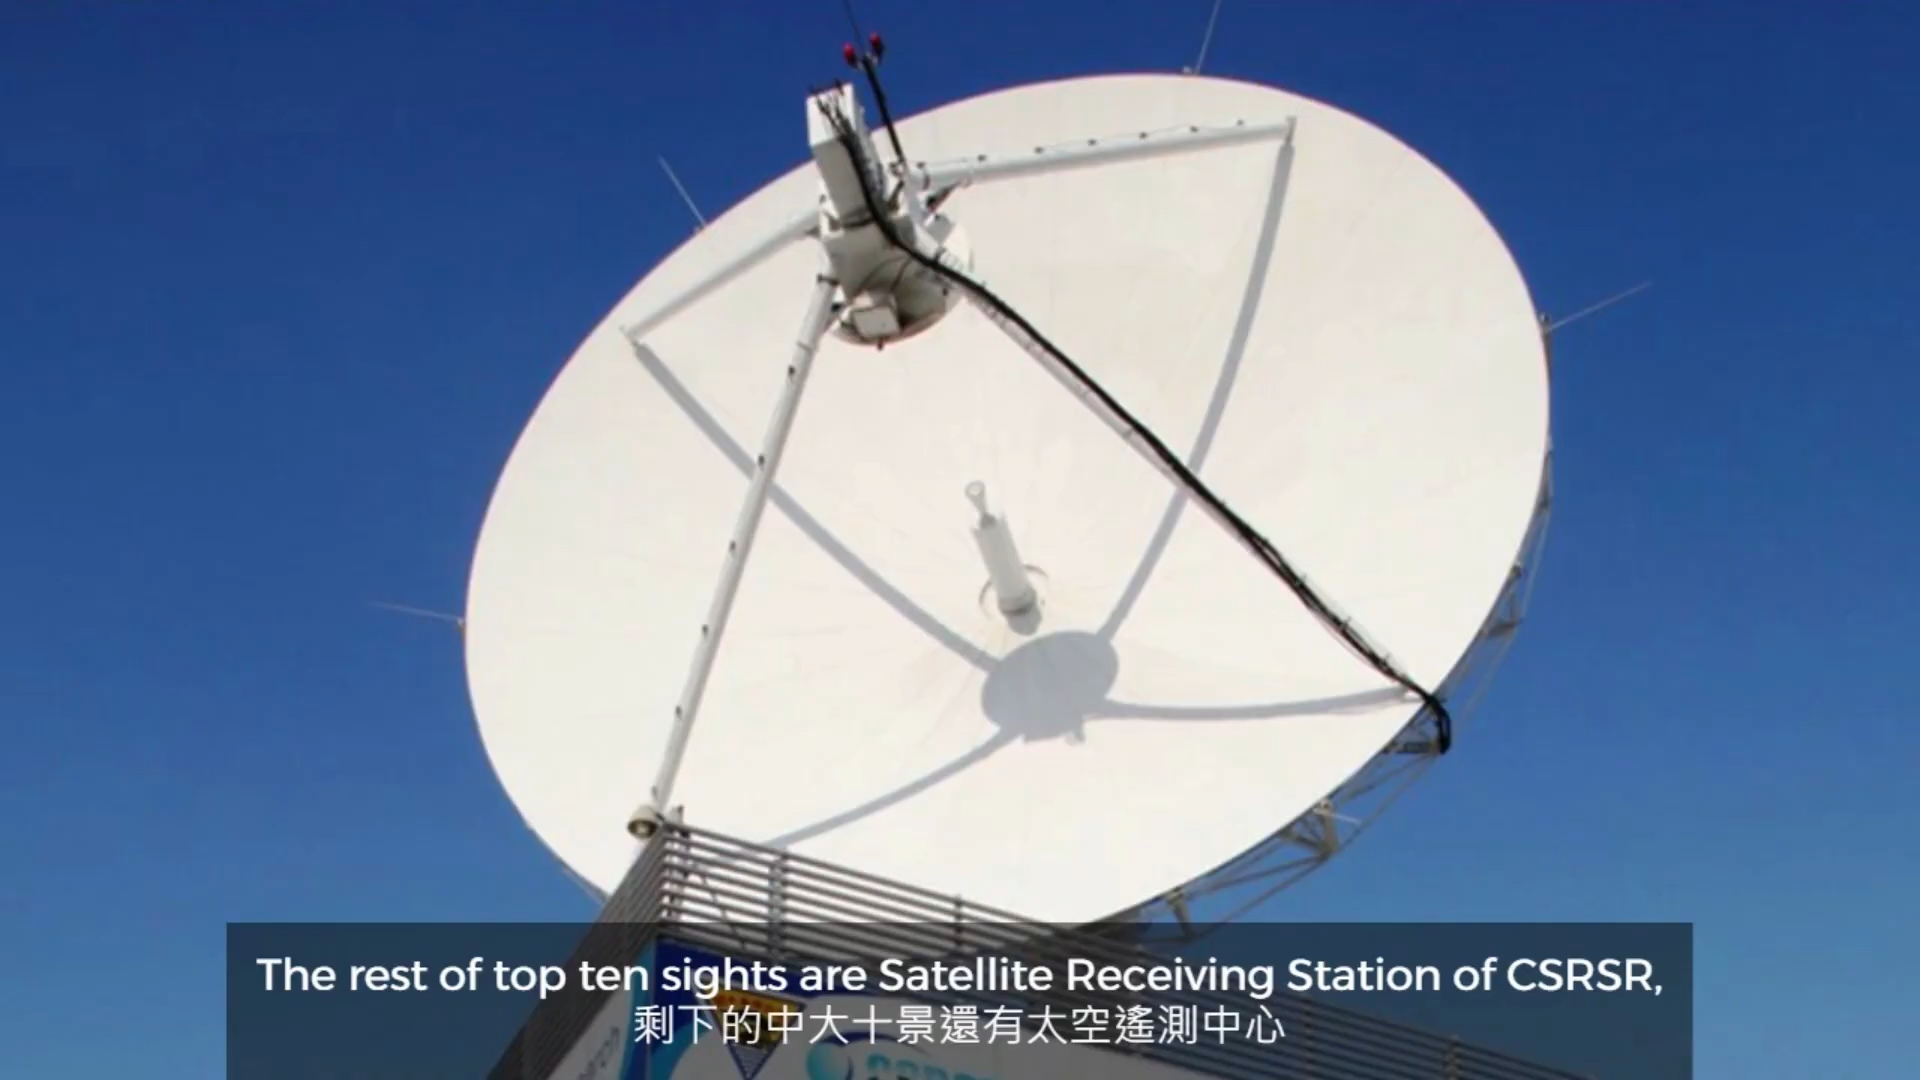 The rest of top ten sights are Satellite Receiving Station of CSRSR,
剩下的中大十景還有太空遙測中心